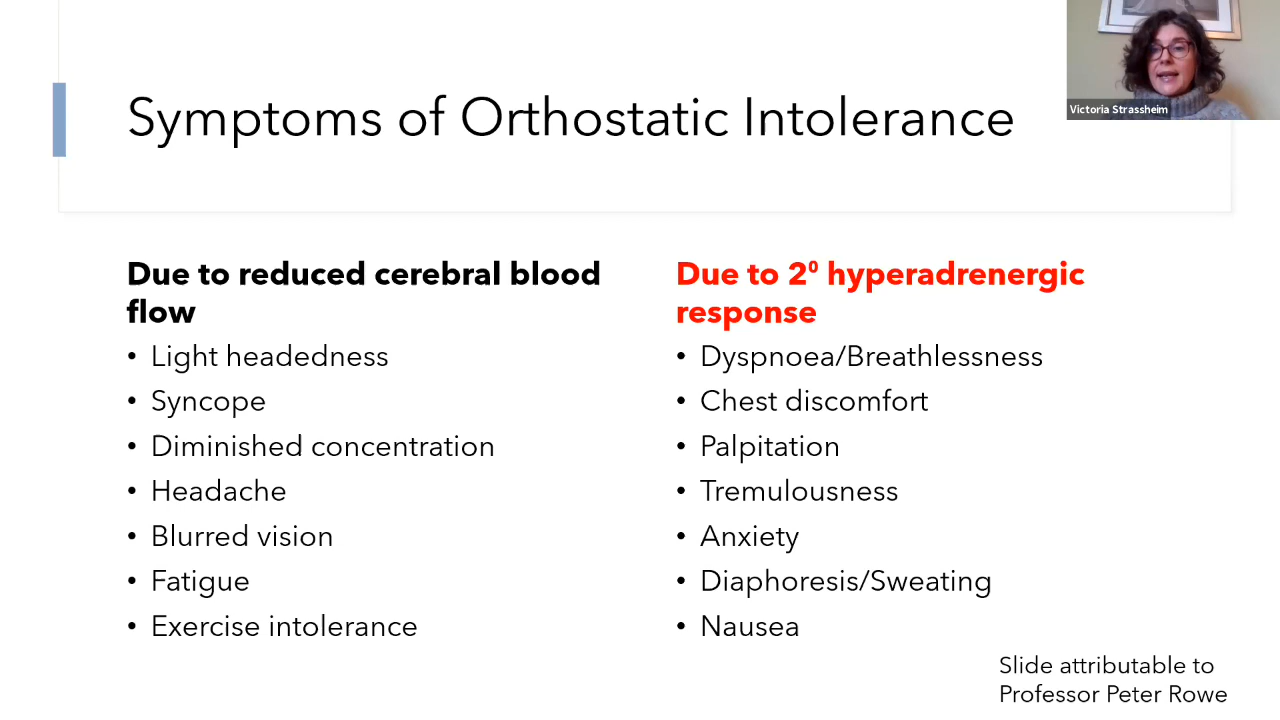 Victoria Strassheim
Symptoms of Orthostatic Intolerance
Due to reduced cerebral blood
flow
• Light headedness
• Syncope
• Diminished concentration
• Headache
• Blurred vision
• Fatigue
• Exercise intolerance
Due to 2⁰ hyperadrenergic
response
• Dyspnoea/Breathlessness
• Chest discomfort
• Palpitation
• Tremulousness
• Anxiety
• Diaphoresis/Sweating
• Nausea
Slide attributable to
Professor Peter Rowe